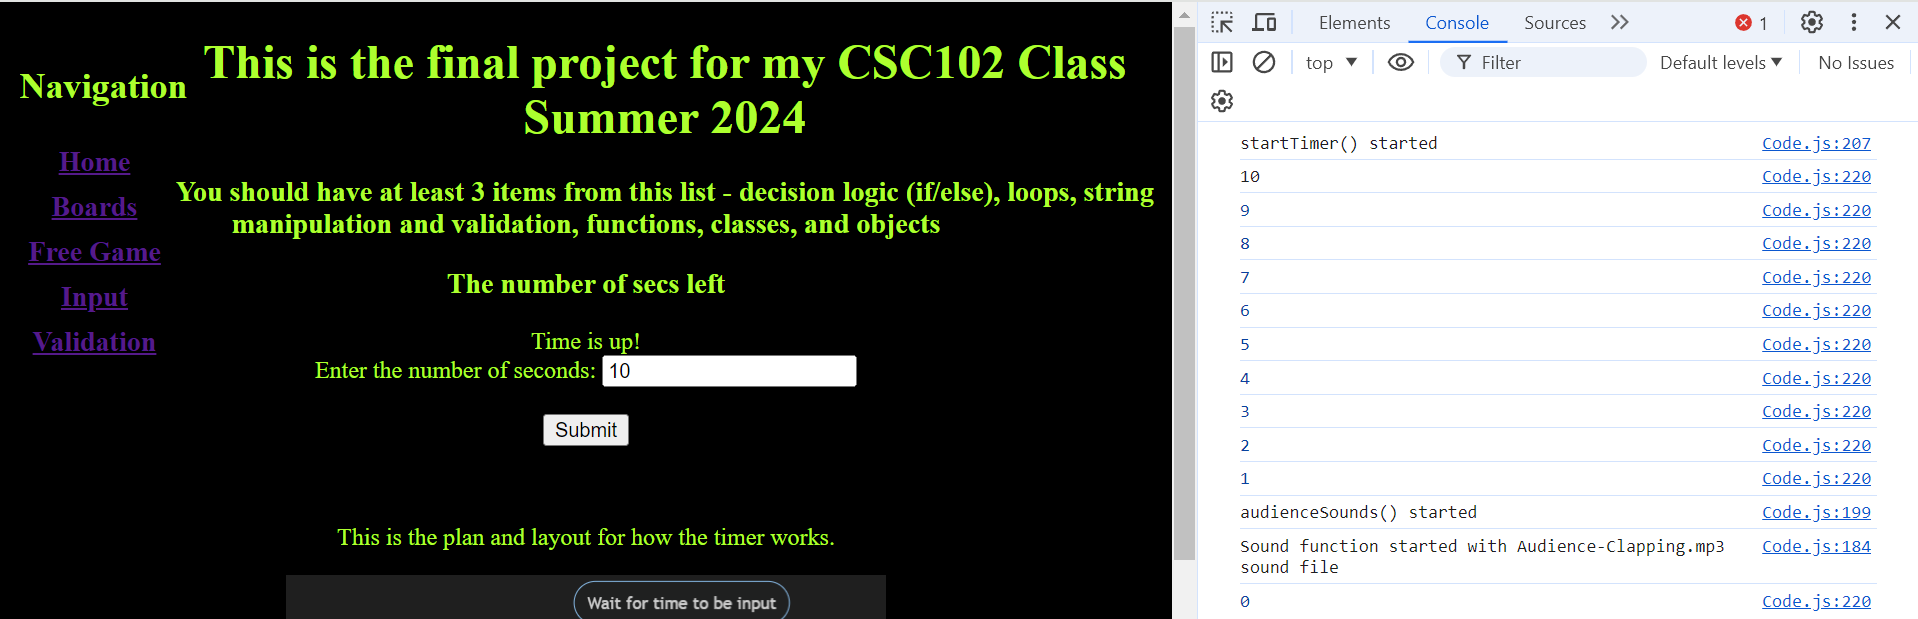 This is the final project for my CSC102 Class
Summer 2024
Navigation
Home
Boards
Free Game
Input
Validation
You should have at least 3 items from this list - decision logic (if/else), loops, string
manipulation and validation, functions, classes, and objects
The number of secs left
Time is up!
Enter the number of seconds: 10
Submit
This is the plan and layout for how the timer works.
Wait for time to be input
Elements Console Sources 1
top Filter Default levels No Issues
startTimer() started Code.js:207
10 Code.js:220
9 Code.js:220
8 Code.js:220
7 Code.js:220
6 Code.js:220
5 Code.js:220
4 Code.js:220
3 Code.js:220
2 Code.js:220
1 Code.js:220
audienceSounds() started Code.js:199
Sound function started with Audience-Clapping.mp3 Code.js:184
sound file
0 Code.js:220